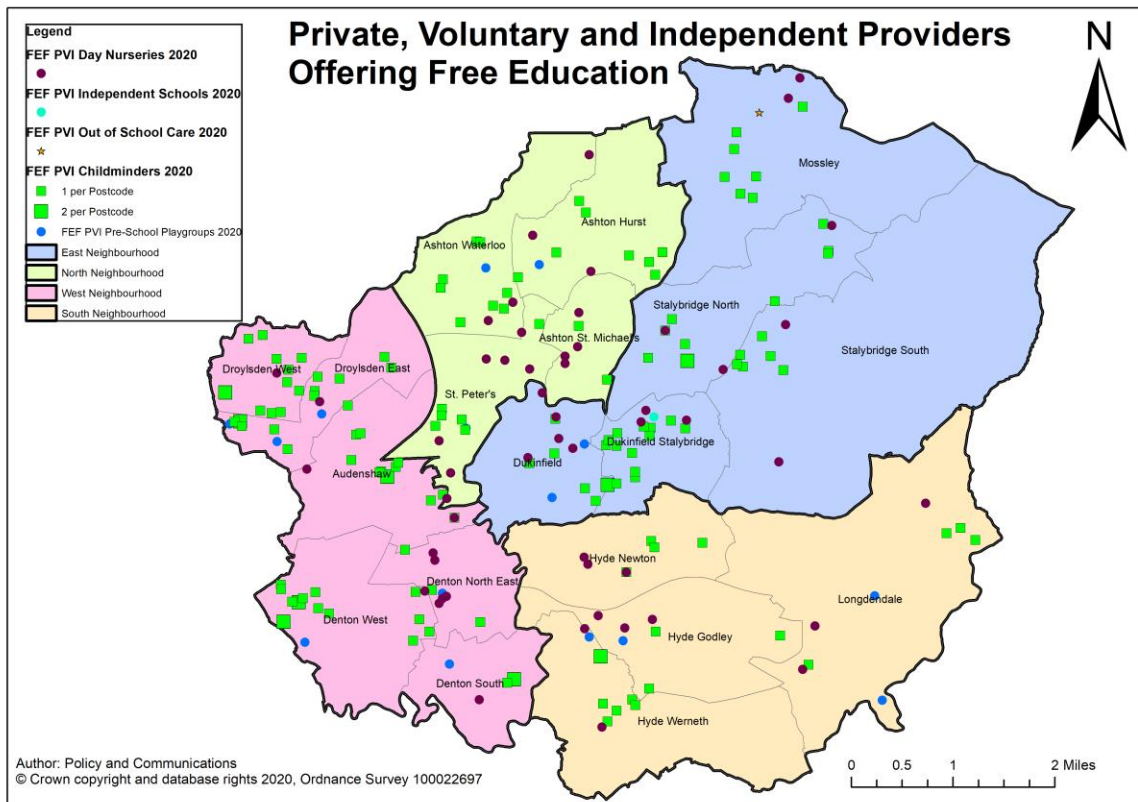 Private, Voluntary and Independent Providers
Offering Free Education
N
Legend
FEF PVI Day Nurseries 2020
FEF PVI Independent Schools 2020
FEF PVI Out of School Care 2020
FEF PVI Childminders 2020
1 per Postcode
2 per Postcode
FEF PVI Pre-School Playgroups 2020
East Neighbourhood
North Neighbourhood
West Neighbourhood
South Neighbourhood
Mossley
Ashton Hurst
Ashton Waterloo
Stalybridge North
Ashton St. Michael's
Stalybridge South
Droylsden West
Droylsden East
St. Peter's
Dukinfield Stalybridge
Dukinfield
Audenshaw
Hyde Newton
Denton North East
Longdendale
Denton West
Hyde Godley
Denton South
Hyde Werneth
Author: Policy and Communications
© Crown copyright and database rights 2020, Ordnance Survey 100022697
0 0.5 1 2 Miles